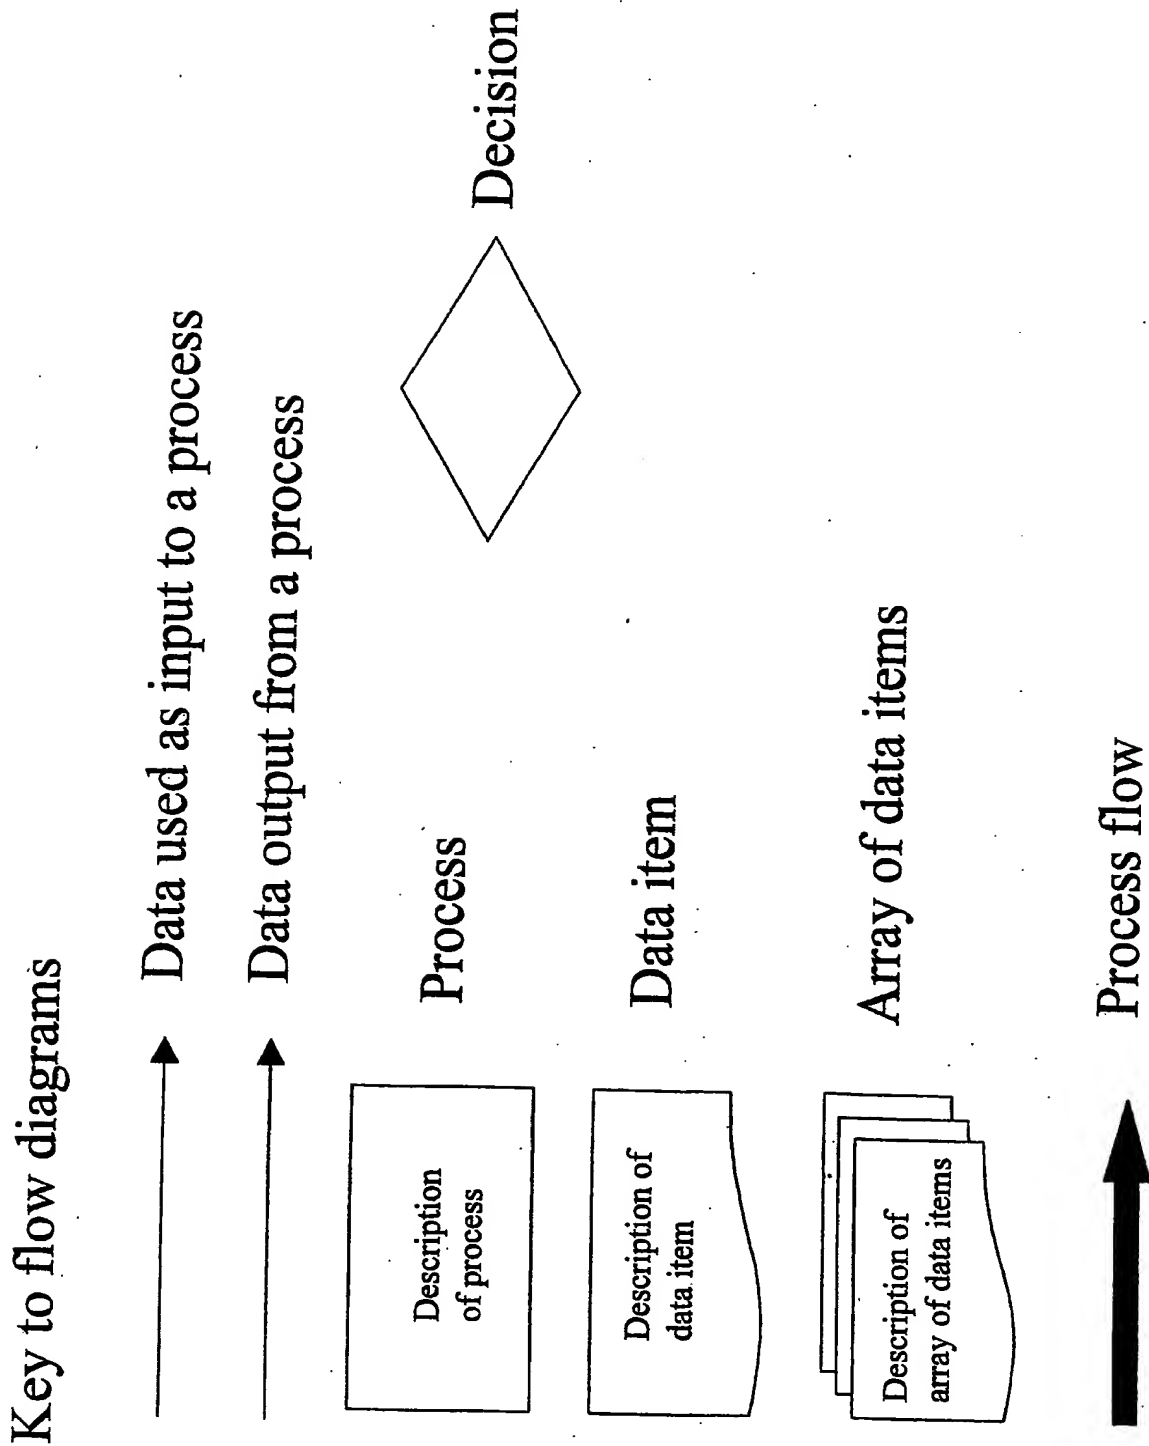 Key to flow diagrams
Data used as input to a process
Data output from a process
Description
of process
Process
Decision
Description of
data item
Data item
Description of
array of data items
Array of data items
Process flow